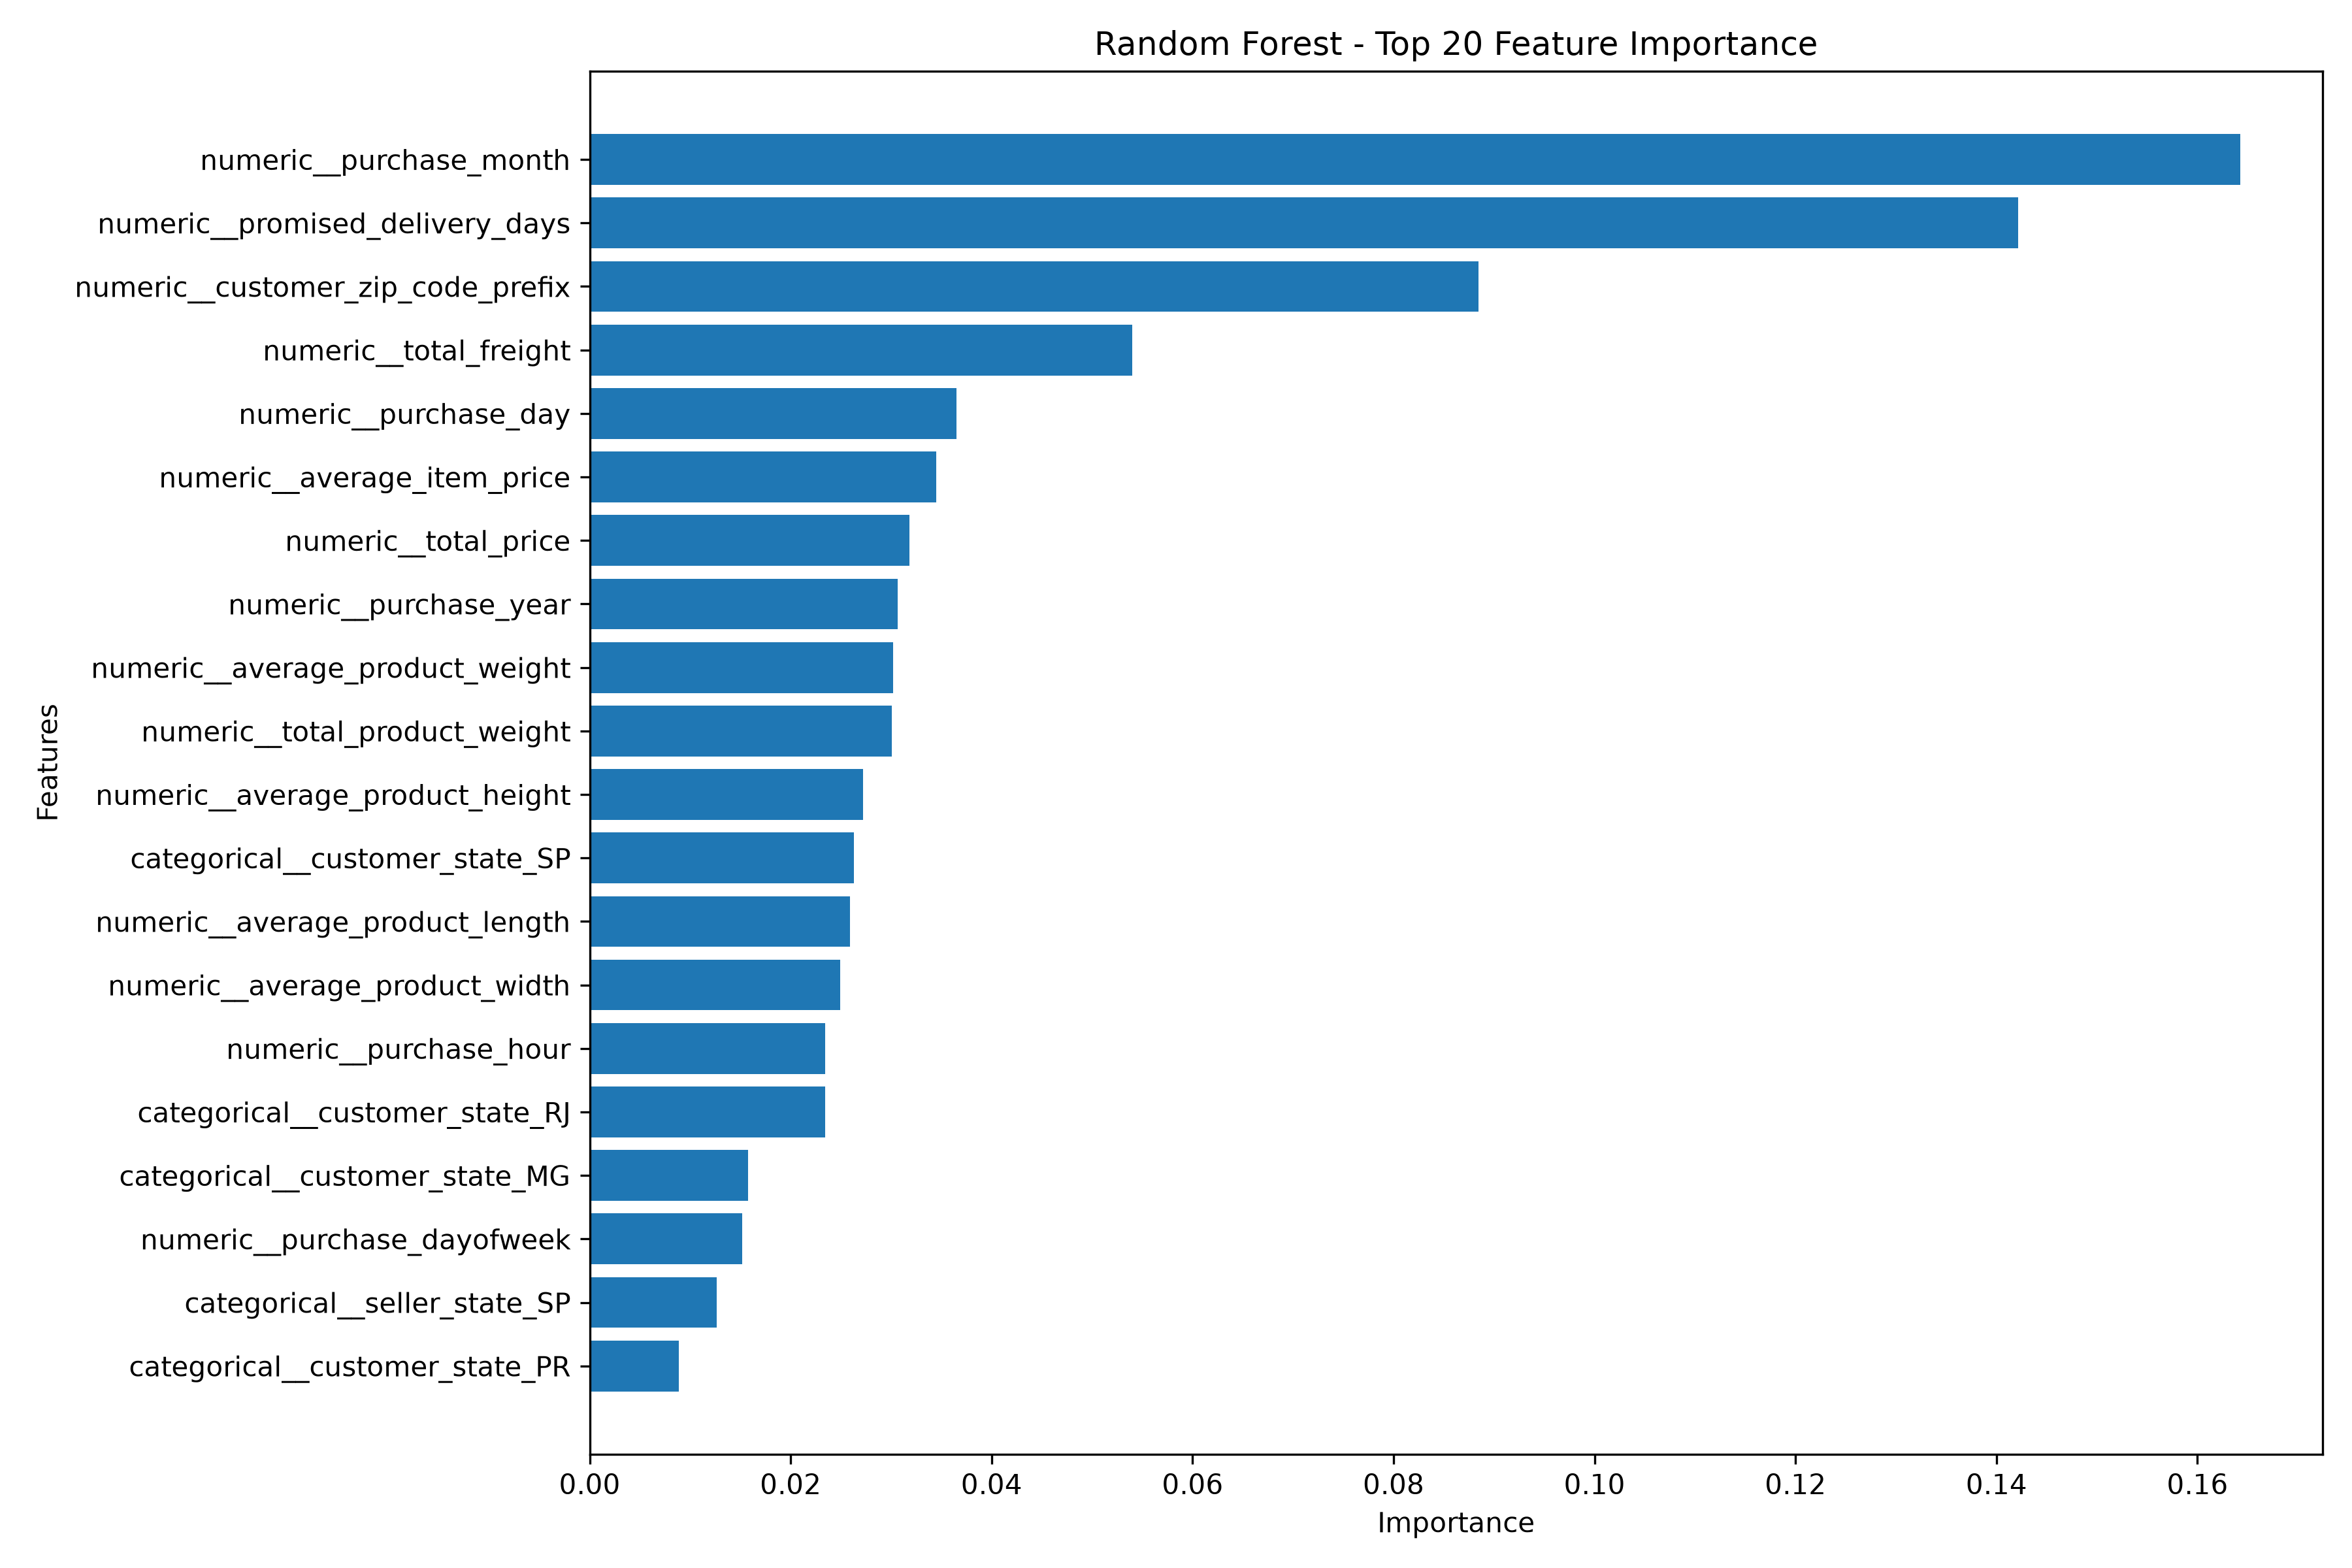 Random Forest - Top 20 Feature Importance
numeric__purchase_month
numeric__promised_delivery_days
numeric__customer_zip_code_prefix
numeric__total_freight
numeric__purchase_day
numeric__average_item_price
numeric__total_price
numeric__purchase_year
numeric__average_product_weight
numeric__total_product_weight
numeric__average_product_height
categorical__customer_state_SP
numeric__average_product_length
numeric__average_product_width
numeric__purchase_hour
categorical__customer_state_RJ
categorical__customer_state_MG
numeric__purchase_dayofweek
categorical__seller_state_SP
categorical__customer_state_PR
Features
0.00 0.02 0.04 0.06 0.08 0.10 0.12 0.14 0.16
Importance